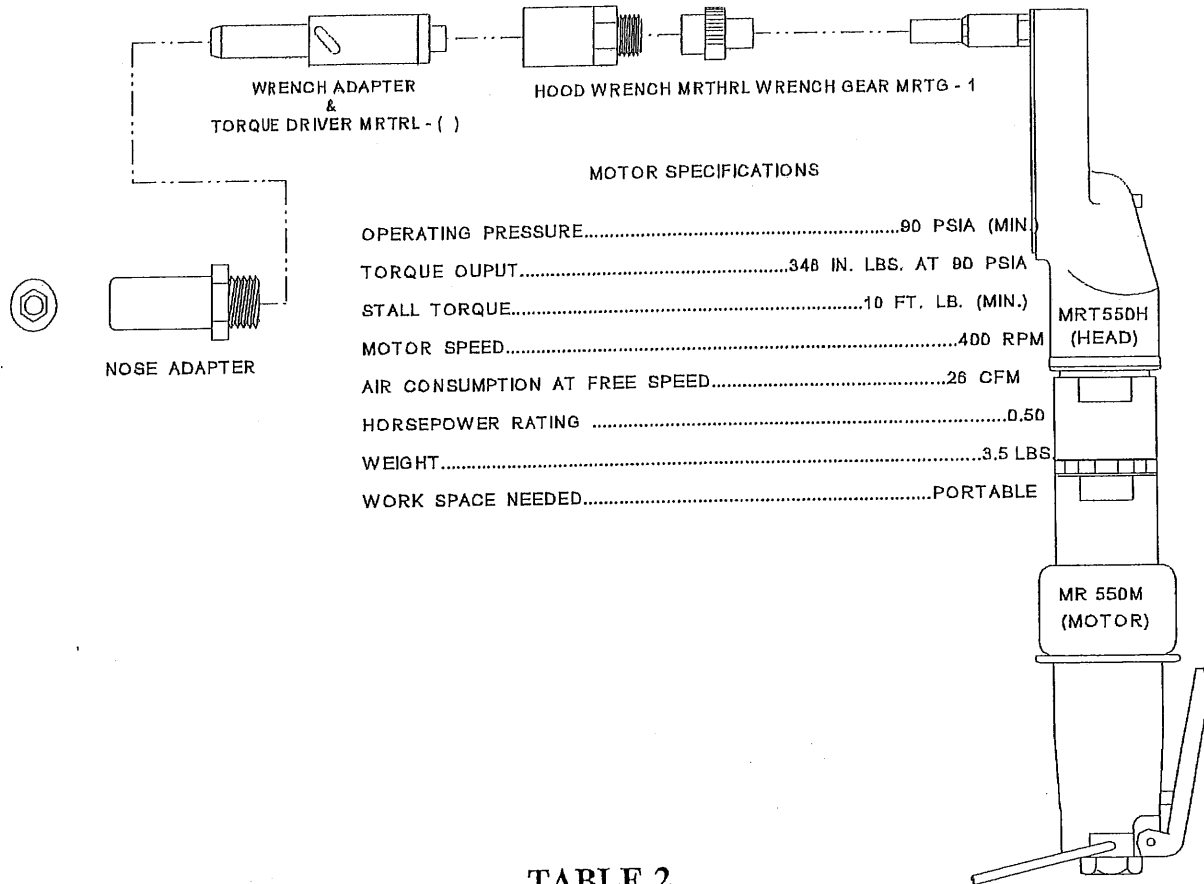 WRENCH ADAPTER
&
TORQUE DRIVER MRTRL - ( )
HOOD WRENCH MRTHRL WRENCH GEAR MRTG - 1
MOTOR SPECIFICATIONS
OPERATING PRESSURE...90 PSIA (MIN.)
TORQUE OUPUT...348 IN. LBS. AT 90 PSIA
STALL TORQUE...10 FT. LB. (MIN.)
MOTOR SPEED...400 RPM
AIR CONSUMPTION AT FREE SPEED...26 CFM
HORSEPOWER RATING ...0.50
WEIGHT...3.5 LBS.
WORK SPACE NEEDED...PORTABLE
NOSE ADAPTER
MRT550H
(HEAD)
MR 550M
(MOTOR)
TABLE 2